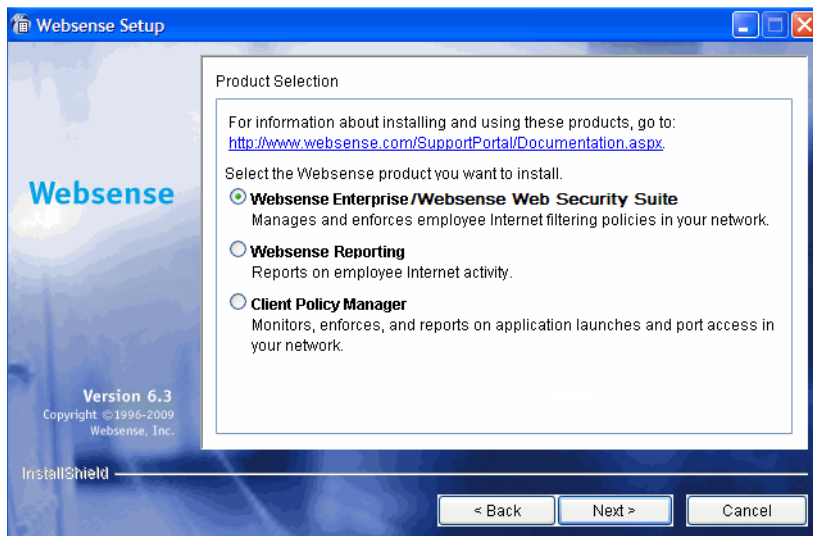 Websense Setup
Product Selection
For information about installing and using these products, go to:
http://www.websense.com/SupportPortal/Documentation.aspx.
Select the Websense product you want to install.
Websense Enterprise/Websense Web Security Suite
Manages and enforces employee Internet filtering policies in your network.
Websense Reporting
Reports on employee Internet activity.
Client Policy Manager
Monitors, enforces, and reports on application launches and port access in
your network.
Websense
Version 6.3
Copyright ©1996-2009
Websense, Inc.
InstallShield
< Back
Next >
Cancel